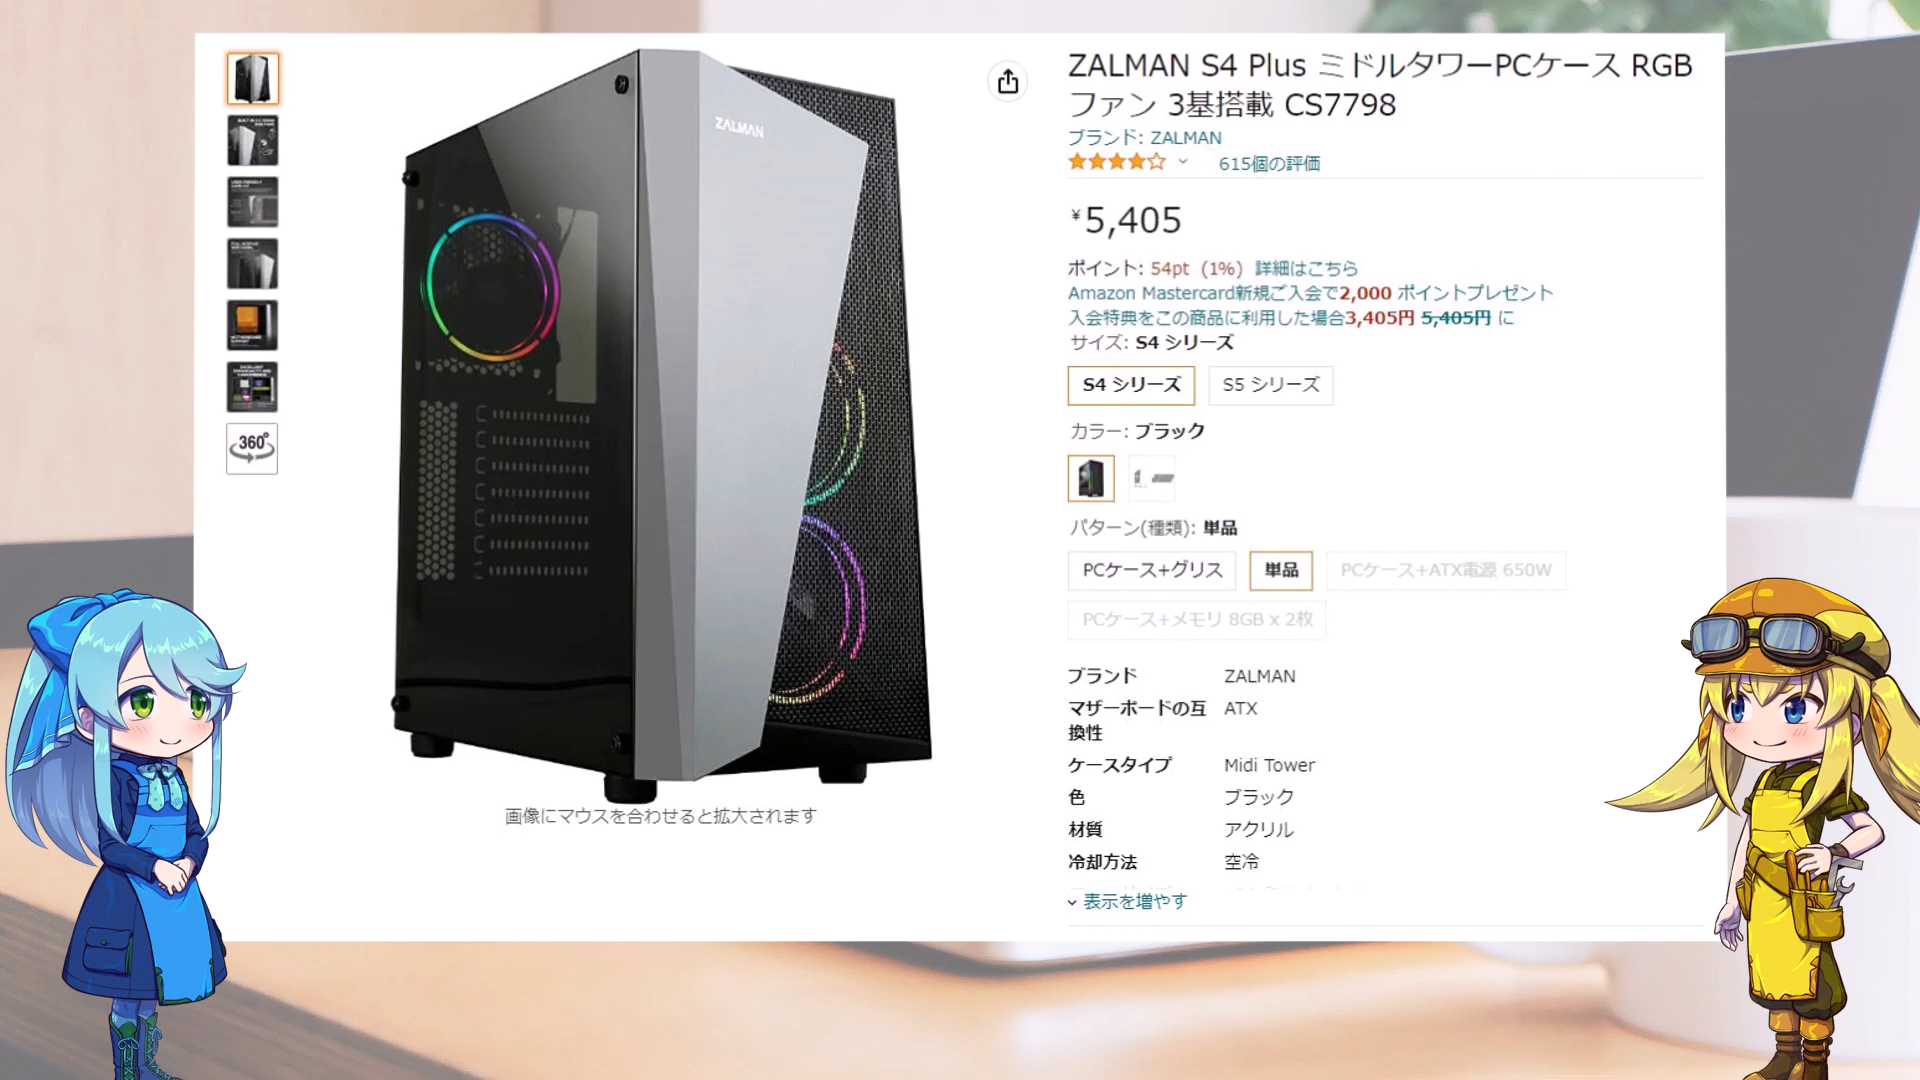 ZALMAN S4 Plus ミドルタワーPCケース RGB
ファン 3基搭載 CS7798
ブランド: ZALMAN
615個の評価
¥5,405
ポイント: 54pt (1%) 詳細はこちら
Amazon Mastercard新規ご入会で2,000 ポイントプレゼント
入会特典をこの商品に利用した場合3,405円 5,405円 に
サイズ: S4 シリーズ
S4 シリーズ
S5 シリーズ
カラー: ブラック
パターン(種類): 単品
PCケース+グリス
単品
PCケース+ATX電源 650W
PCケース+メモリ 8GB x 2枚
ブランド ZALMAN
マザーボードの互 ATX
換性
ケースタイプ Midi Tower
色 ブラック
材質 アクリル
冷却方法 空冷
表示を増やす
ZALMAN
360°
画像にマウスを合わせると拡大されます